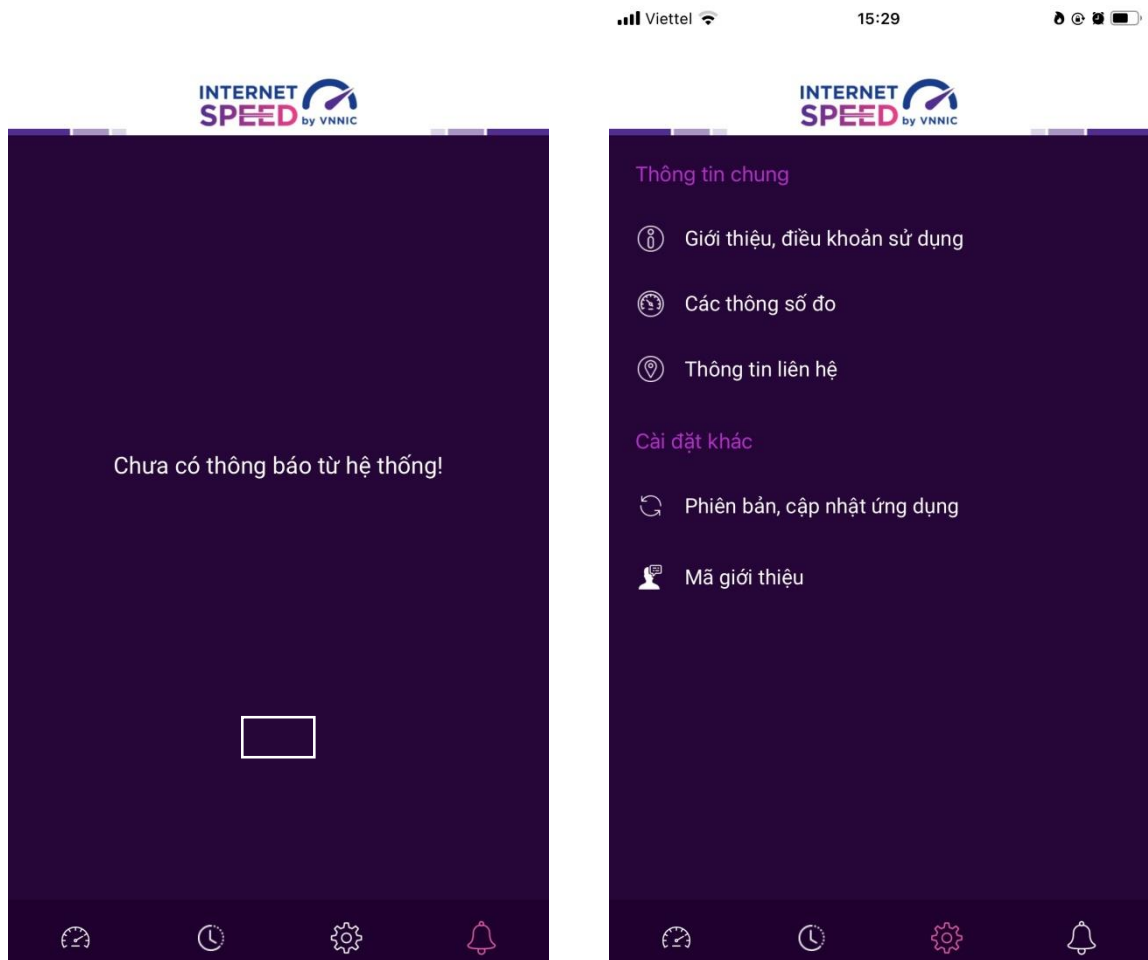 INTERNET
SPEED by VNNIC
Chưa có thông báo từ hệ thống!
Viettel 15:29
INTERNET
SPEED by VNNIC
Thông tin chung
Giới thiệu, điều khoản sử dụng
Các thông số đo
Thông tin liên hệ
Cài đặt khác
Phiên bản, cập nhật ứng dụng
Mã giới thiệu